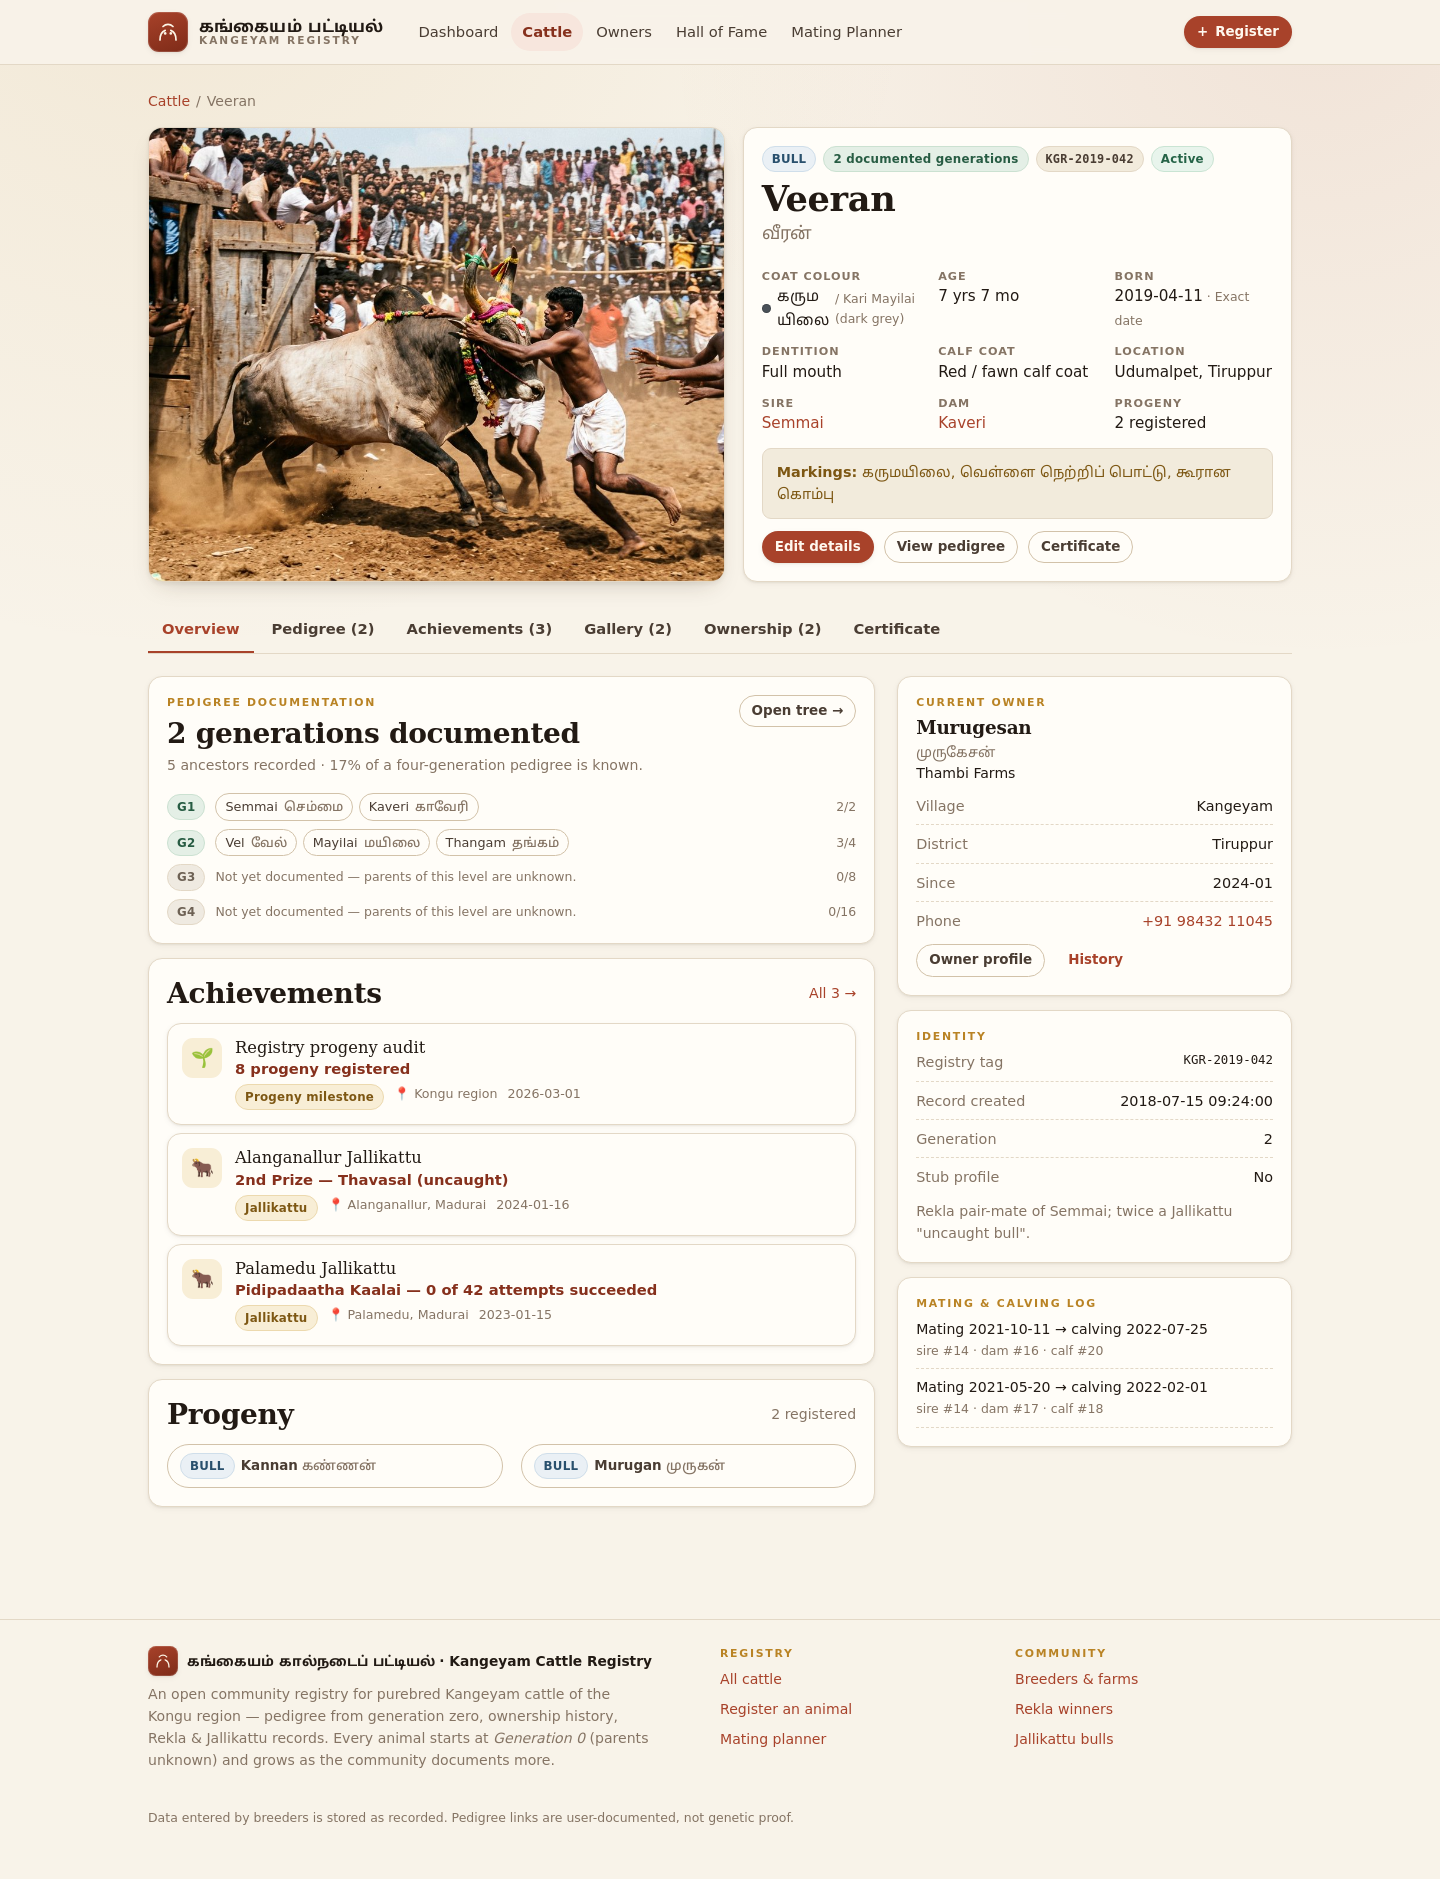 கங்கையம் பட்டியல்
KANGEYAM REGISTRY
Dashboard
Cattle
Owners
Hall of Fame
Mating Planner
+ Register
Cattle / Veeran
BULL
2 documented generations
KGR-2019-042
Active
Veeran
வீரன்
COAT COLOUR
கரும
யிலை
/ Kari Mayilai
(dark grey)
AGE
7 yrs 7 mo
BORN
2019-04-11 · Exact
date
DENTITION
Full mouth
CALF COAT
Red / fawn calf coat
LOCATION
Udumalpet, Tiruppur
SIRE
Semmai
DAM
Kaveri
PROGENY
2 registered
Markings: கருமயிலை, வெள்ளை நெற்றிப் பொட்டு, கூரான
கொம்பு
Edit details
View pedigree
Certificate
Overview
Pedigree (2)
Achievements (3)
Gallery (2)
Ownership (2)
Certificate
PEDIGREE DOCUMENTATION
2 generations documented
5 ancestors recorded · 17% of a four-generation pedigree is known.
Open tree →
G1 Semmai செம்மை Kaveri காவேரி 2/2
G2 Vel வேல் Mayilai மயிலை Thangam தங்கம் 3/4
G3 Not yet documented — parents of this level are unknown. 0/8
G4 Not yet documented — parents of this level are unknown. 0/16
Achievements
All 3 →
Registry progeny audit
8 progeny registered
Progeny milestone 📍 Kongu region 2026-03-01
Alanganallur Jallikattu
2nd Prize — Thavasal (uncaught)
Jallikattu 📍 Alanganallur, Madurai 2024-01-16
Palamedu Jallikattu
Pidipadaatha Kaalai — 0 of 42 attempts succeeded
Jallikattu 📍 Palamedu, Madurai 2023-01-15
Progeny
2 registered
BULL Kannan கண்ணன்
BULL Murugan முருகன்
CURRENT OWNER
Murugesan
முருகேசன்
Thambi Farms
Village Kangeyam
District Tiruppur
Since 2024-01
Phone +91 98432 11045
Owner profile
History
IDENTITY
Registry tag KGR-2019-042
Record created 2018-07-15 09:24:00
Generation 2
Stub profile No
Rekla pair-mate of Semmai; twice a Jallikattu
"uncaught bull".
MATING & CALVING LOG
Mating 2021-10-11 → calving 2022-07-25
sire #14 · dam #16 · calf #20
Mating 2021-05-20 → calving 2022-02-01
sire #14 · dam #17 · calf #18
கங்கையம் கால்நடைப் பட்டியல் · Kangeyam Cattle Registry
An open community registry for purebred Kangeyam cattle of the
Kongu region — pedigree from generation zero, ownership history,
Rekla & Jallikattu records. Every animal starts at Generation 0 (parents
unknown) and grows as the community documents more.
REGISTRY
All cattle
Register an animal
Mating planner
COMMUNITY
Breeders & farms
Rekla winners
Jallikattu bulls
Data entered by breeders is stored as recorded. Pedigree links are user-documented, not genetic proof.